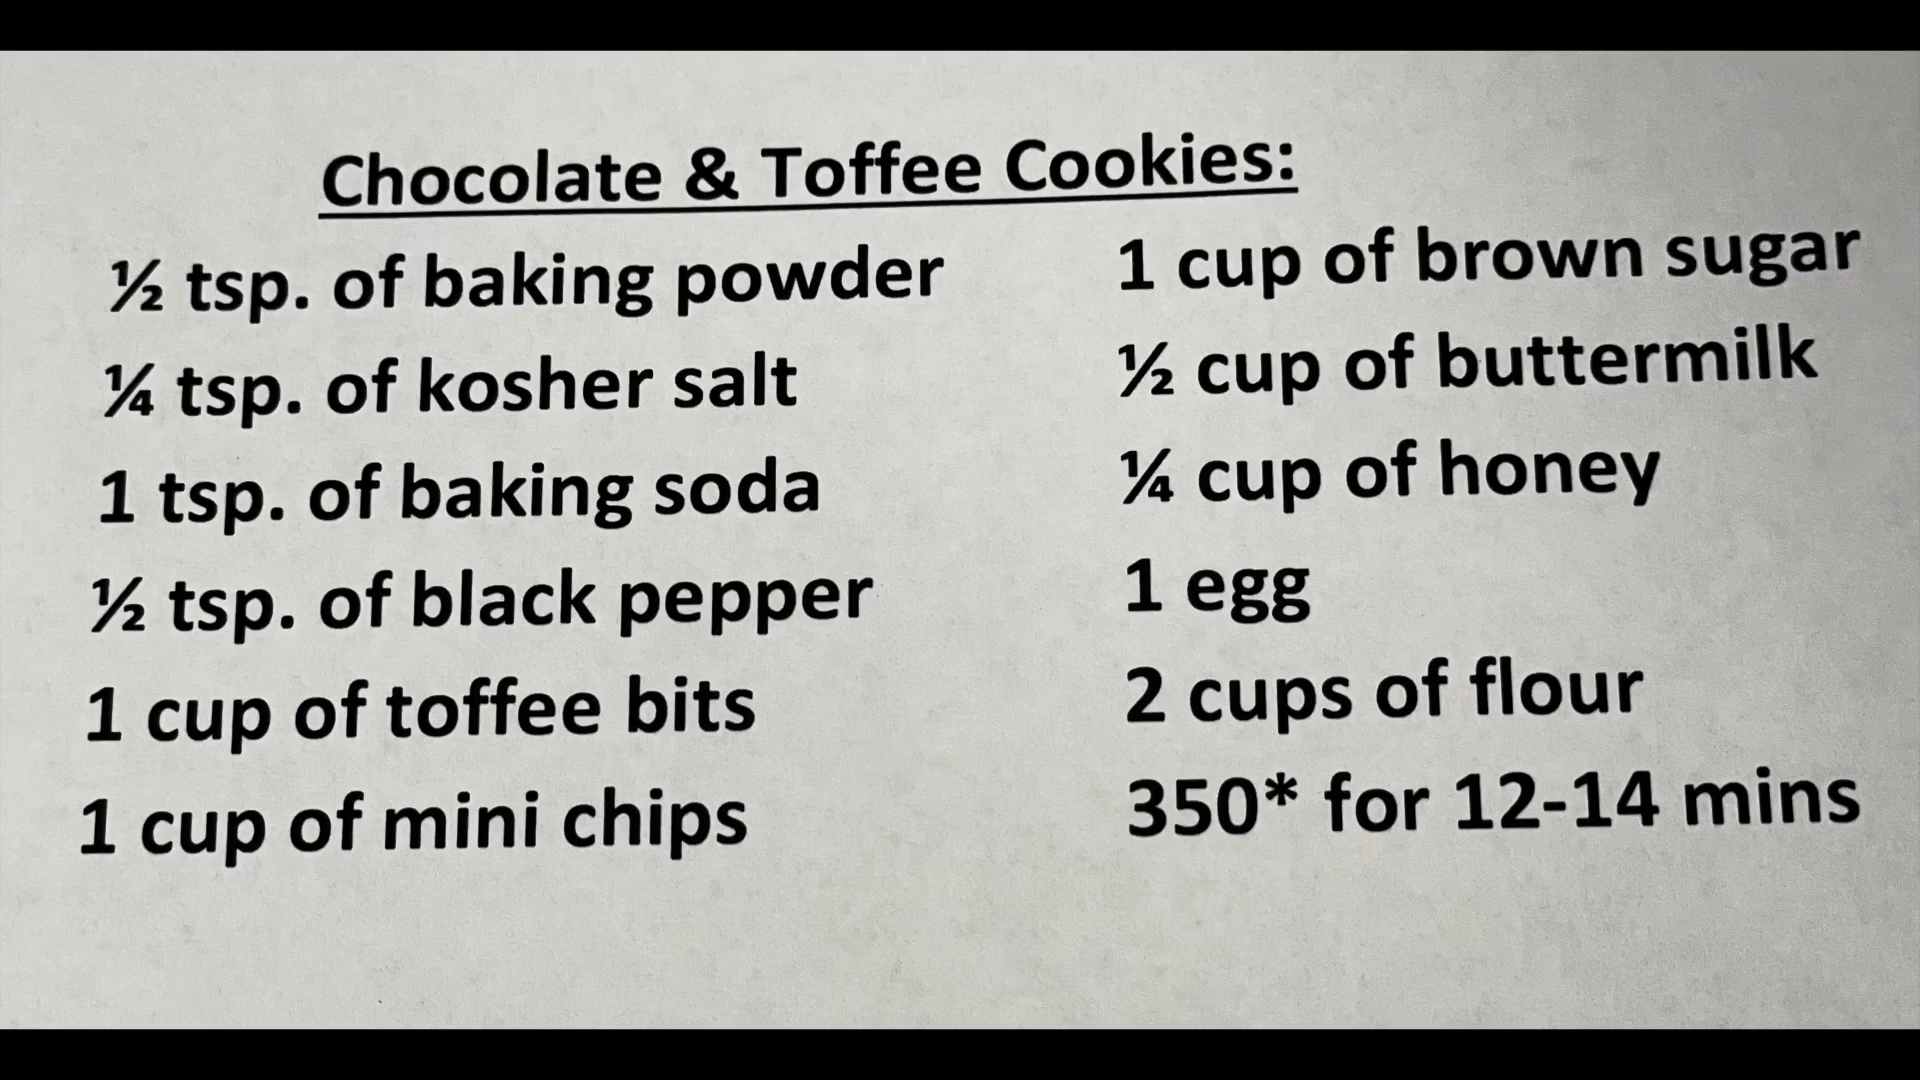 Chocolate & Toffee Cookies:
½ tsp. of baking powder
¼ tsp. of kosher salt
1 tsp. of baking soda
½ tsp. of black pepper
1 cup of toffee bits
1 cup of mini chips
1 cup of brown sugar
½ cup of buttermilk
¼ cup of honey
1 egg
2 cups of flour
350* for 12-14 mins